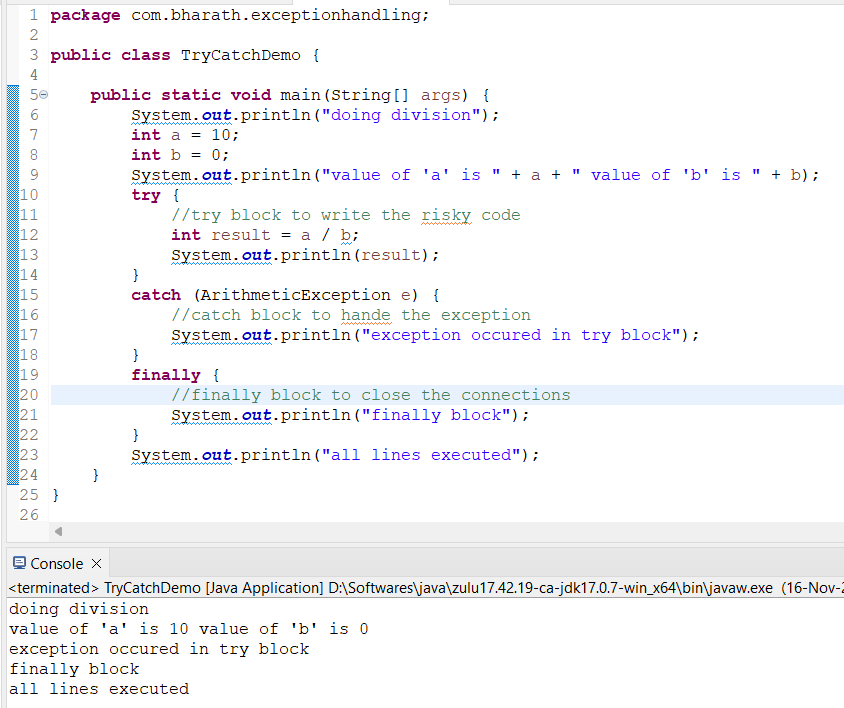 1 package com.bharath.exceptionhandling;
2
3 public class TryCatchDemo {
4
5 public static void main(String[] args) {
6 System.out.println("doing division");
7 int a = 10;
8 int b = 0;
9 System.out.println("value of 'a' is " + a + " value of 'b' is " + b);
10 try {
11 //try block to write the risky code
12 int result = a / b;
13 System.out.println(result);
14 }
15 catch (ArithmeticException e) {
16 //catch block to hande the exception
17 System.out.println("exception occured in try block");
18 }
19 finally {
20 //finally block to close the connections
21 System.out.println("finally block");
22 }
23 System.out.println("all lines executed");
24 }
25 }
26
Console
<terminated> TryCatchDemo [Java Application] D:\Softwares\java\zulu17.42.19-ca-jdk17.0.7-win_x64\bin\javaw.exe (16-Nov-
doing division
value of 'a' is 10 value of 'b' is 0
exception occured in try block
finally block
all lines executed